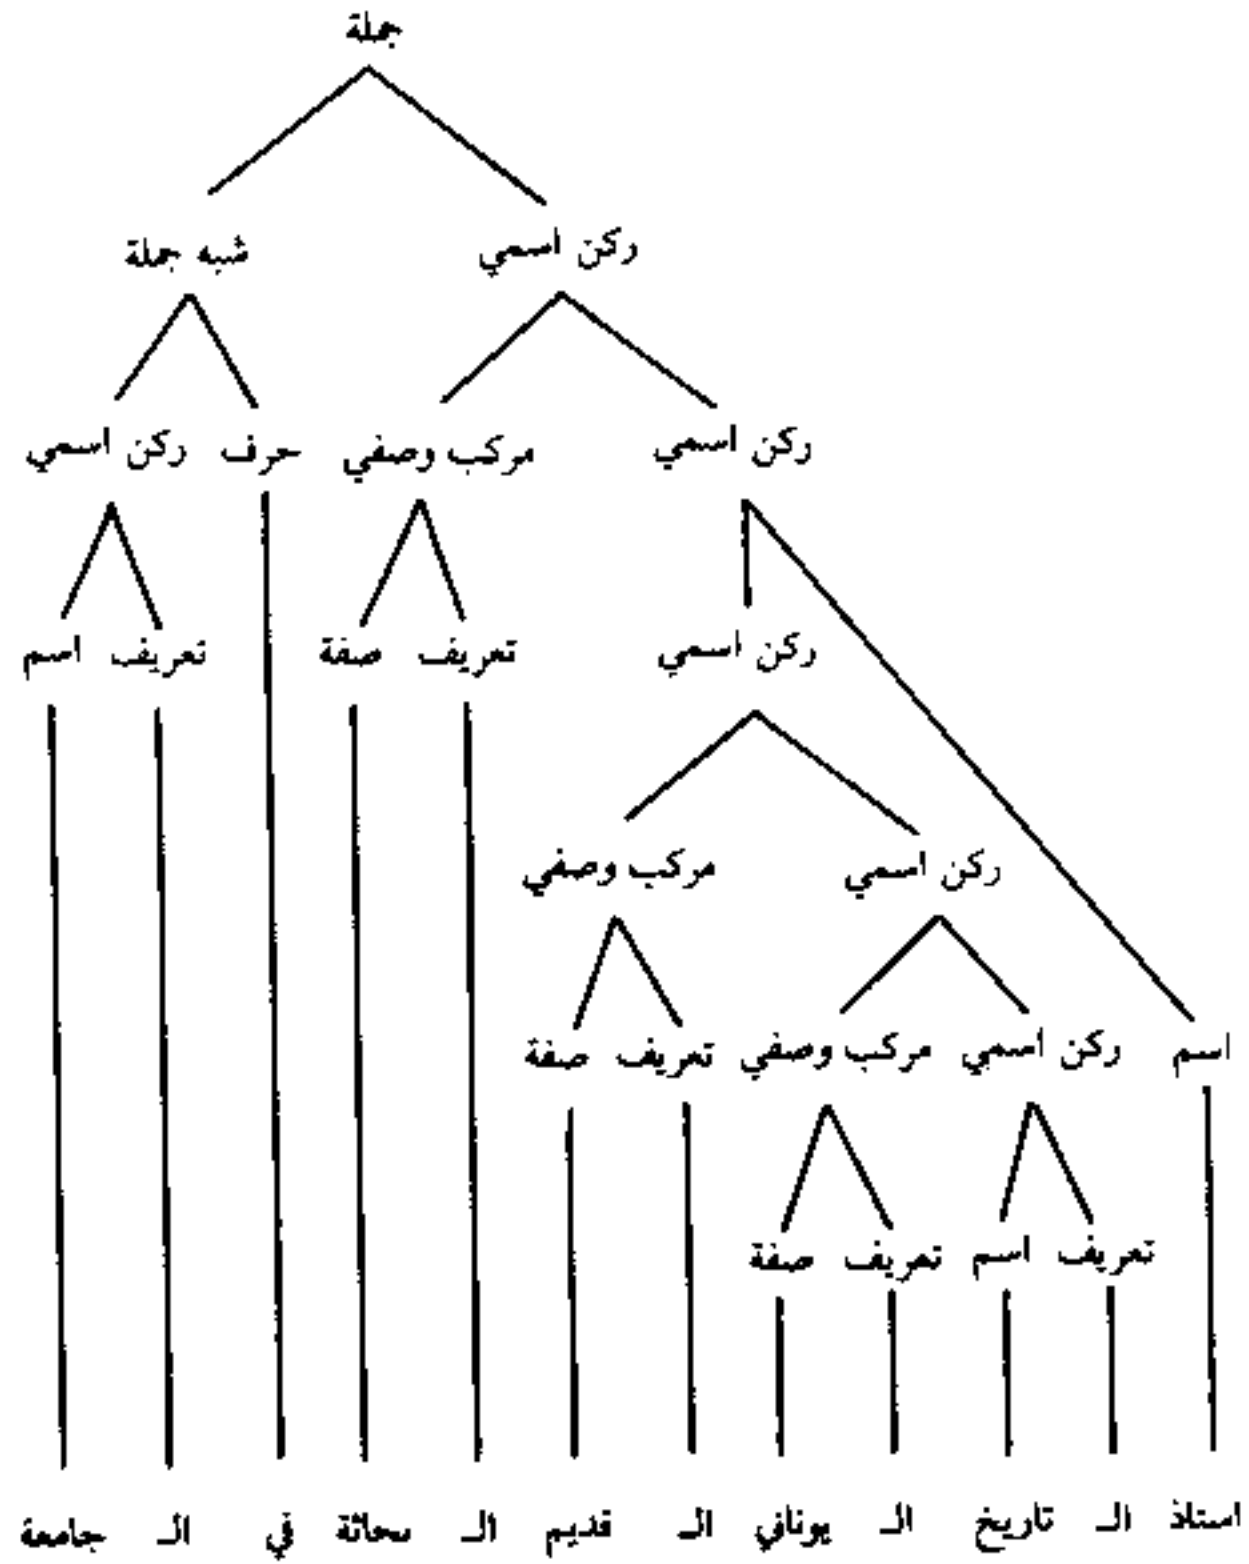 جملة
ركن اسمي شبه جملة
ركن اسمي مركب وصفي حرف ركن اسمي
ركن اسمي تعريف صفة تعريف اسم
ركن اسمي مركب وصفي
اسم ركن اسمي مركب وصفي تعريف صفة
تعريف اسم تعريف صفة
استاذ الـ تاريخ الـ يوناني الـ قديم الـ بحاثة في الـ جامعة